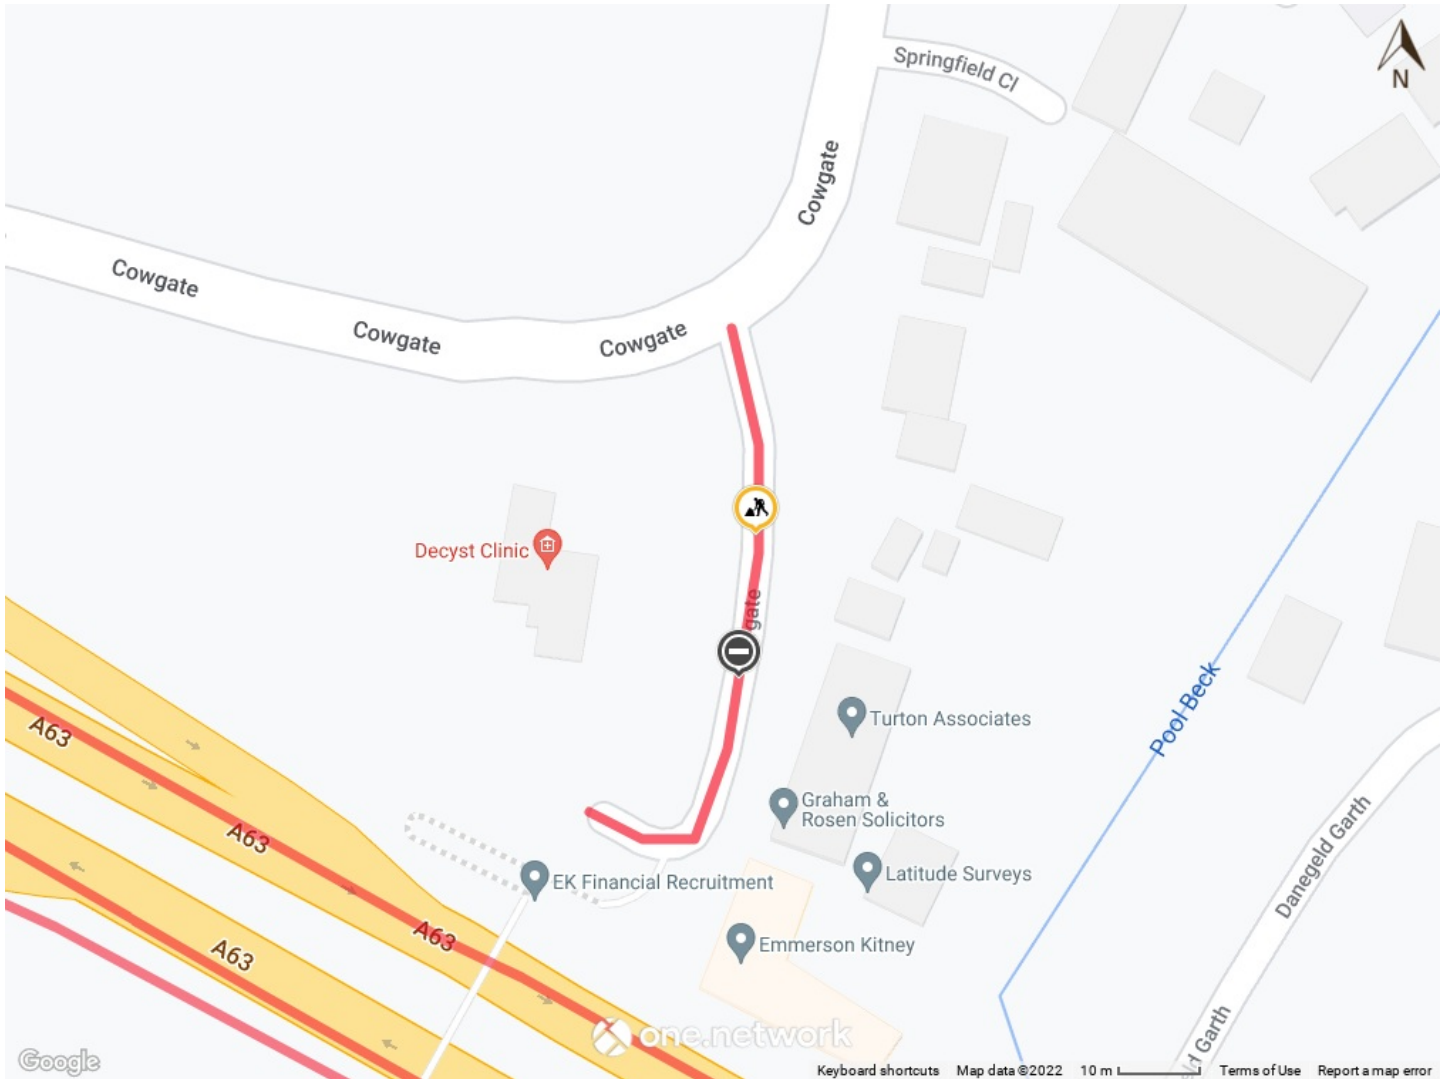 Springfield Cl
N
Cowgate
Cowgate
Cowgate
Cowgate
Decyst Clinic
gate
Turton Associates
Pool Beck
A63
Graham &
Rosen Solicitors
A63
EK Financial Recruitment
Latitude Surveys
Danegeld Garth
A63
A63
Emmerson Kitney
ld Garth
one.network
Google
Keyboard shortcuts Map data ©2022 10 m Terms of Use Report a map error